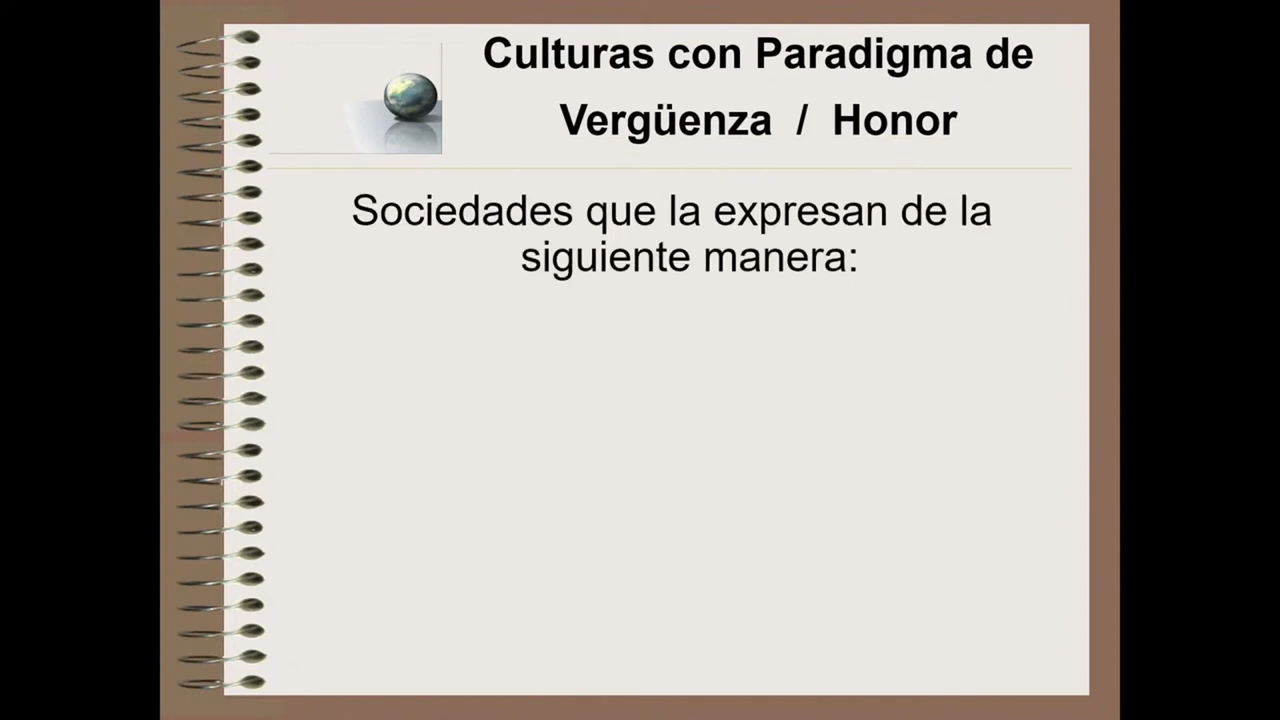 Culturas con Paradigma de
Vergüenza / Honor
Sociedades que la expresan de la
siguiente manera: